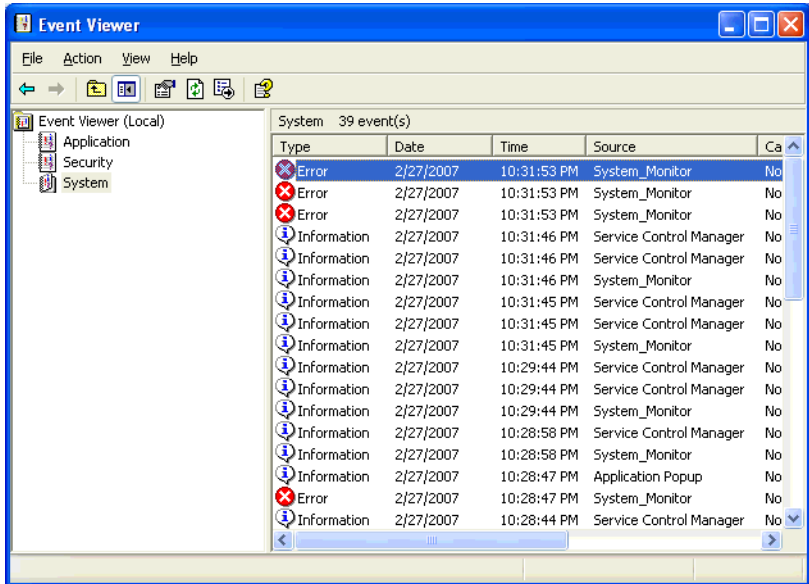 Event Viewer
File Action View Help
Event Viewer (Local)
Application
Security
System
System 39 event(s)
Type Date Time Source Ca
Error 2/27/2007 10:31:53 PM System_Monitor No
Error 2/27/2007 10:31:53 PM System_Monitor No
Error 2/27/2007 10:31:53 PM System_Monitor No
Information 2/27/2007 10:31:46 PM Service Control Manager No
Information 2/27/2007 10:31:46 PM Service Control Manager No
Information 2/27/2007 10:31:46 PM System_Monitor No
Information 2/27/2007 10:31:45 PM Service Control Manager No
Information 2/27/2007 10:31:45 PM Service Control Manager No
Information 2/27/2007 10:31:45 PM System_Monitor No
Information 2/27/2007 10:29:44 PM Service Control Manager No
Information 2/27/2007 10:29:44 PM Service Control Manager No
Information 2/27/2007 10:29:44 PM System_Monitor No
Information 2/27/2007 10:28:58 PM Service Control Manager No
Information 2/27/2007 10:28:58 PM System_Monitor No
Information 2/27/2007 10:28:47 PM Application Popup No
Error 2/27/2007 10:28:47 PM System_Monitor No
Information 2/27/2007 10:28:44 PM Service Control Manager No